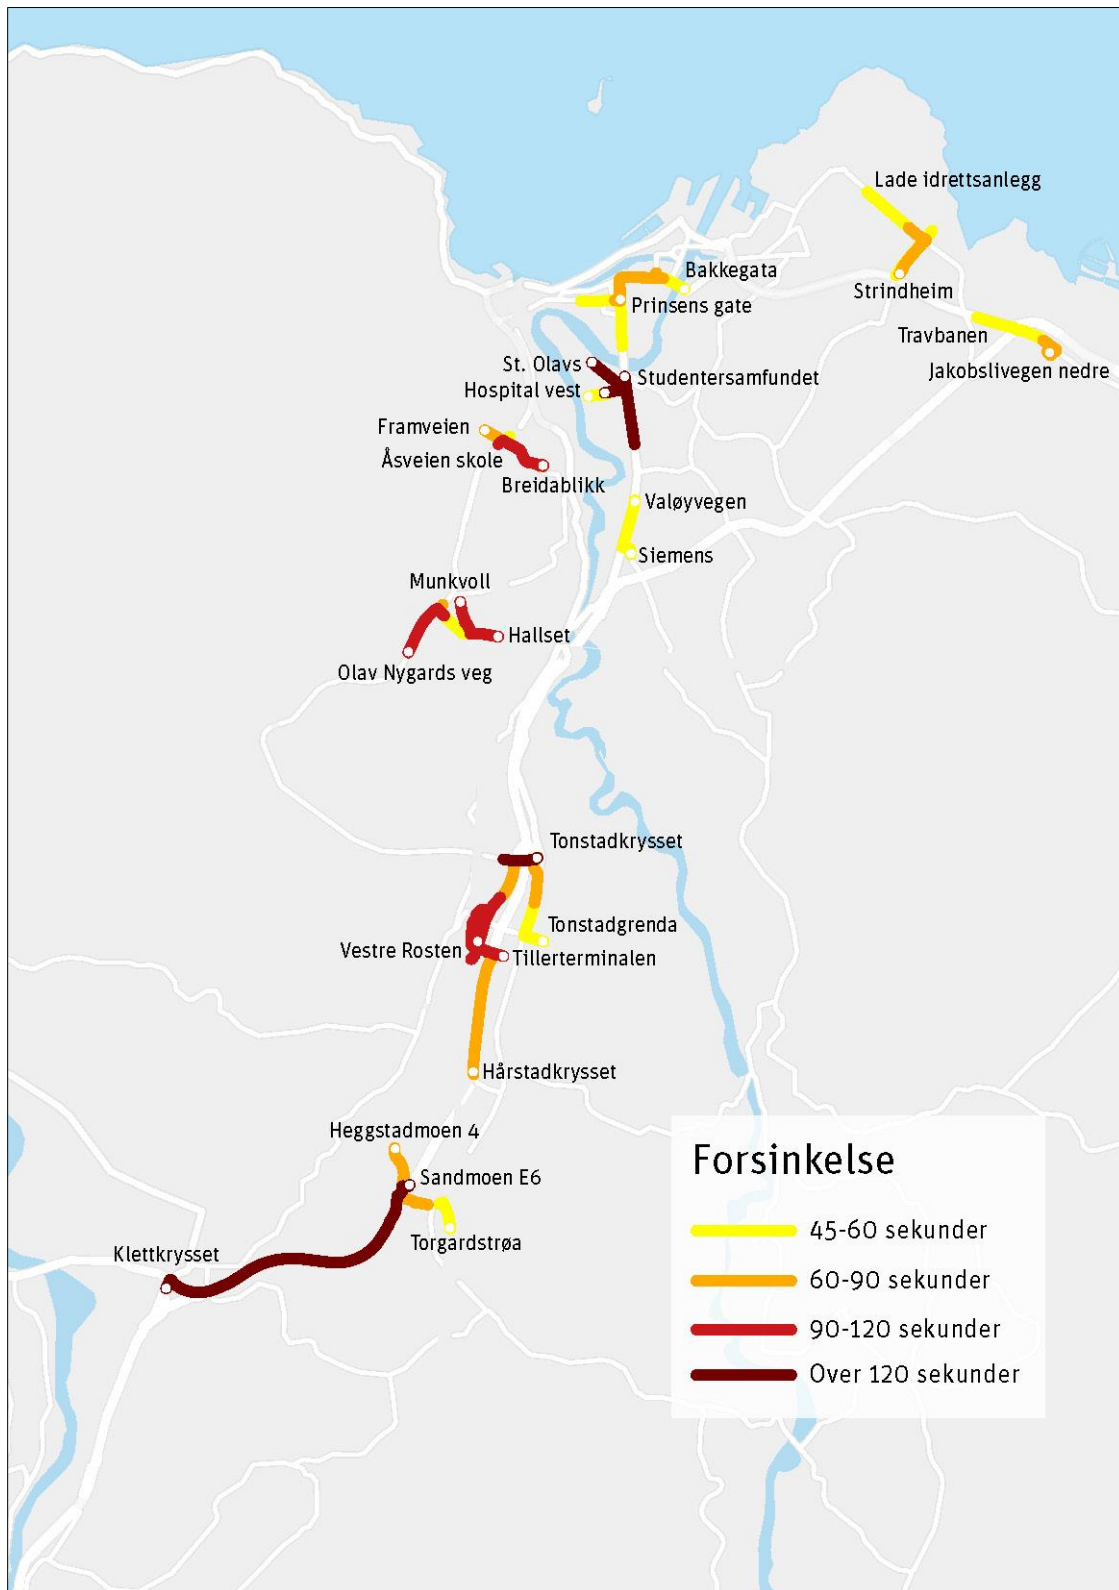 Lade idrettsanlegg
Bakkegata
Strindheim
Prinsens gate
Travbanen
St. Olavs
Studentersamfundet
Jakobslivegen nedre
Hospital vest
Framveien
Åsveien skole
Breidablikk
Valøyvegen
Siemens
Munkvoll
Hallset
Olav Nygards veg
Tonstadkrysset
Tonstadgrenda
Vestre Rosten
Tillerterminalen
Hårstadkrysset
Heggstadmoen 4
Sandmoen E6
Torgardstrøa
Klettkrysset
Forsinkelse
45-60 sekunder
60-90 sekunder
90-120 sekunder
Over 120 sekunder